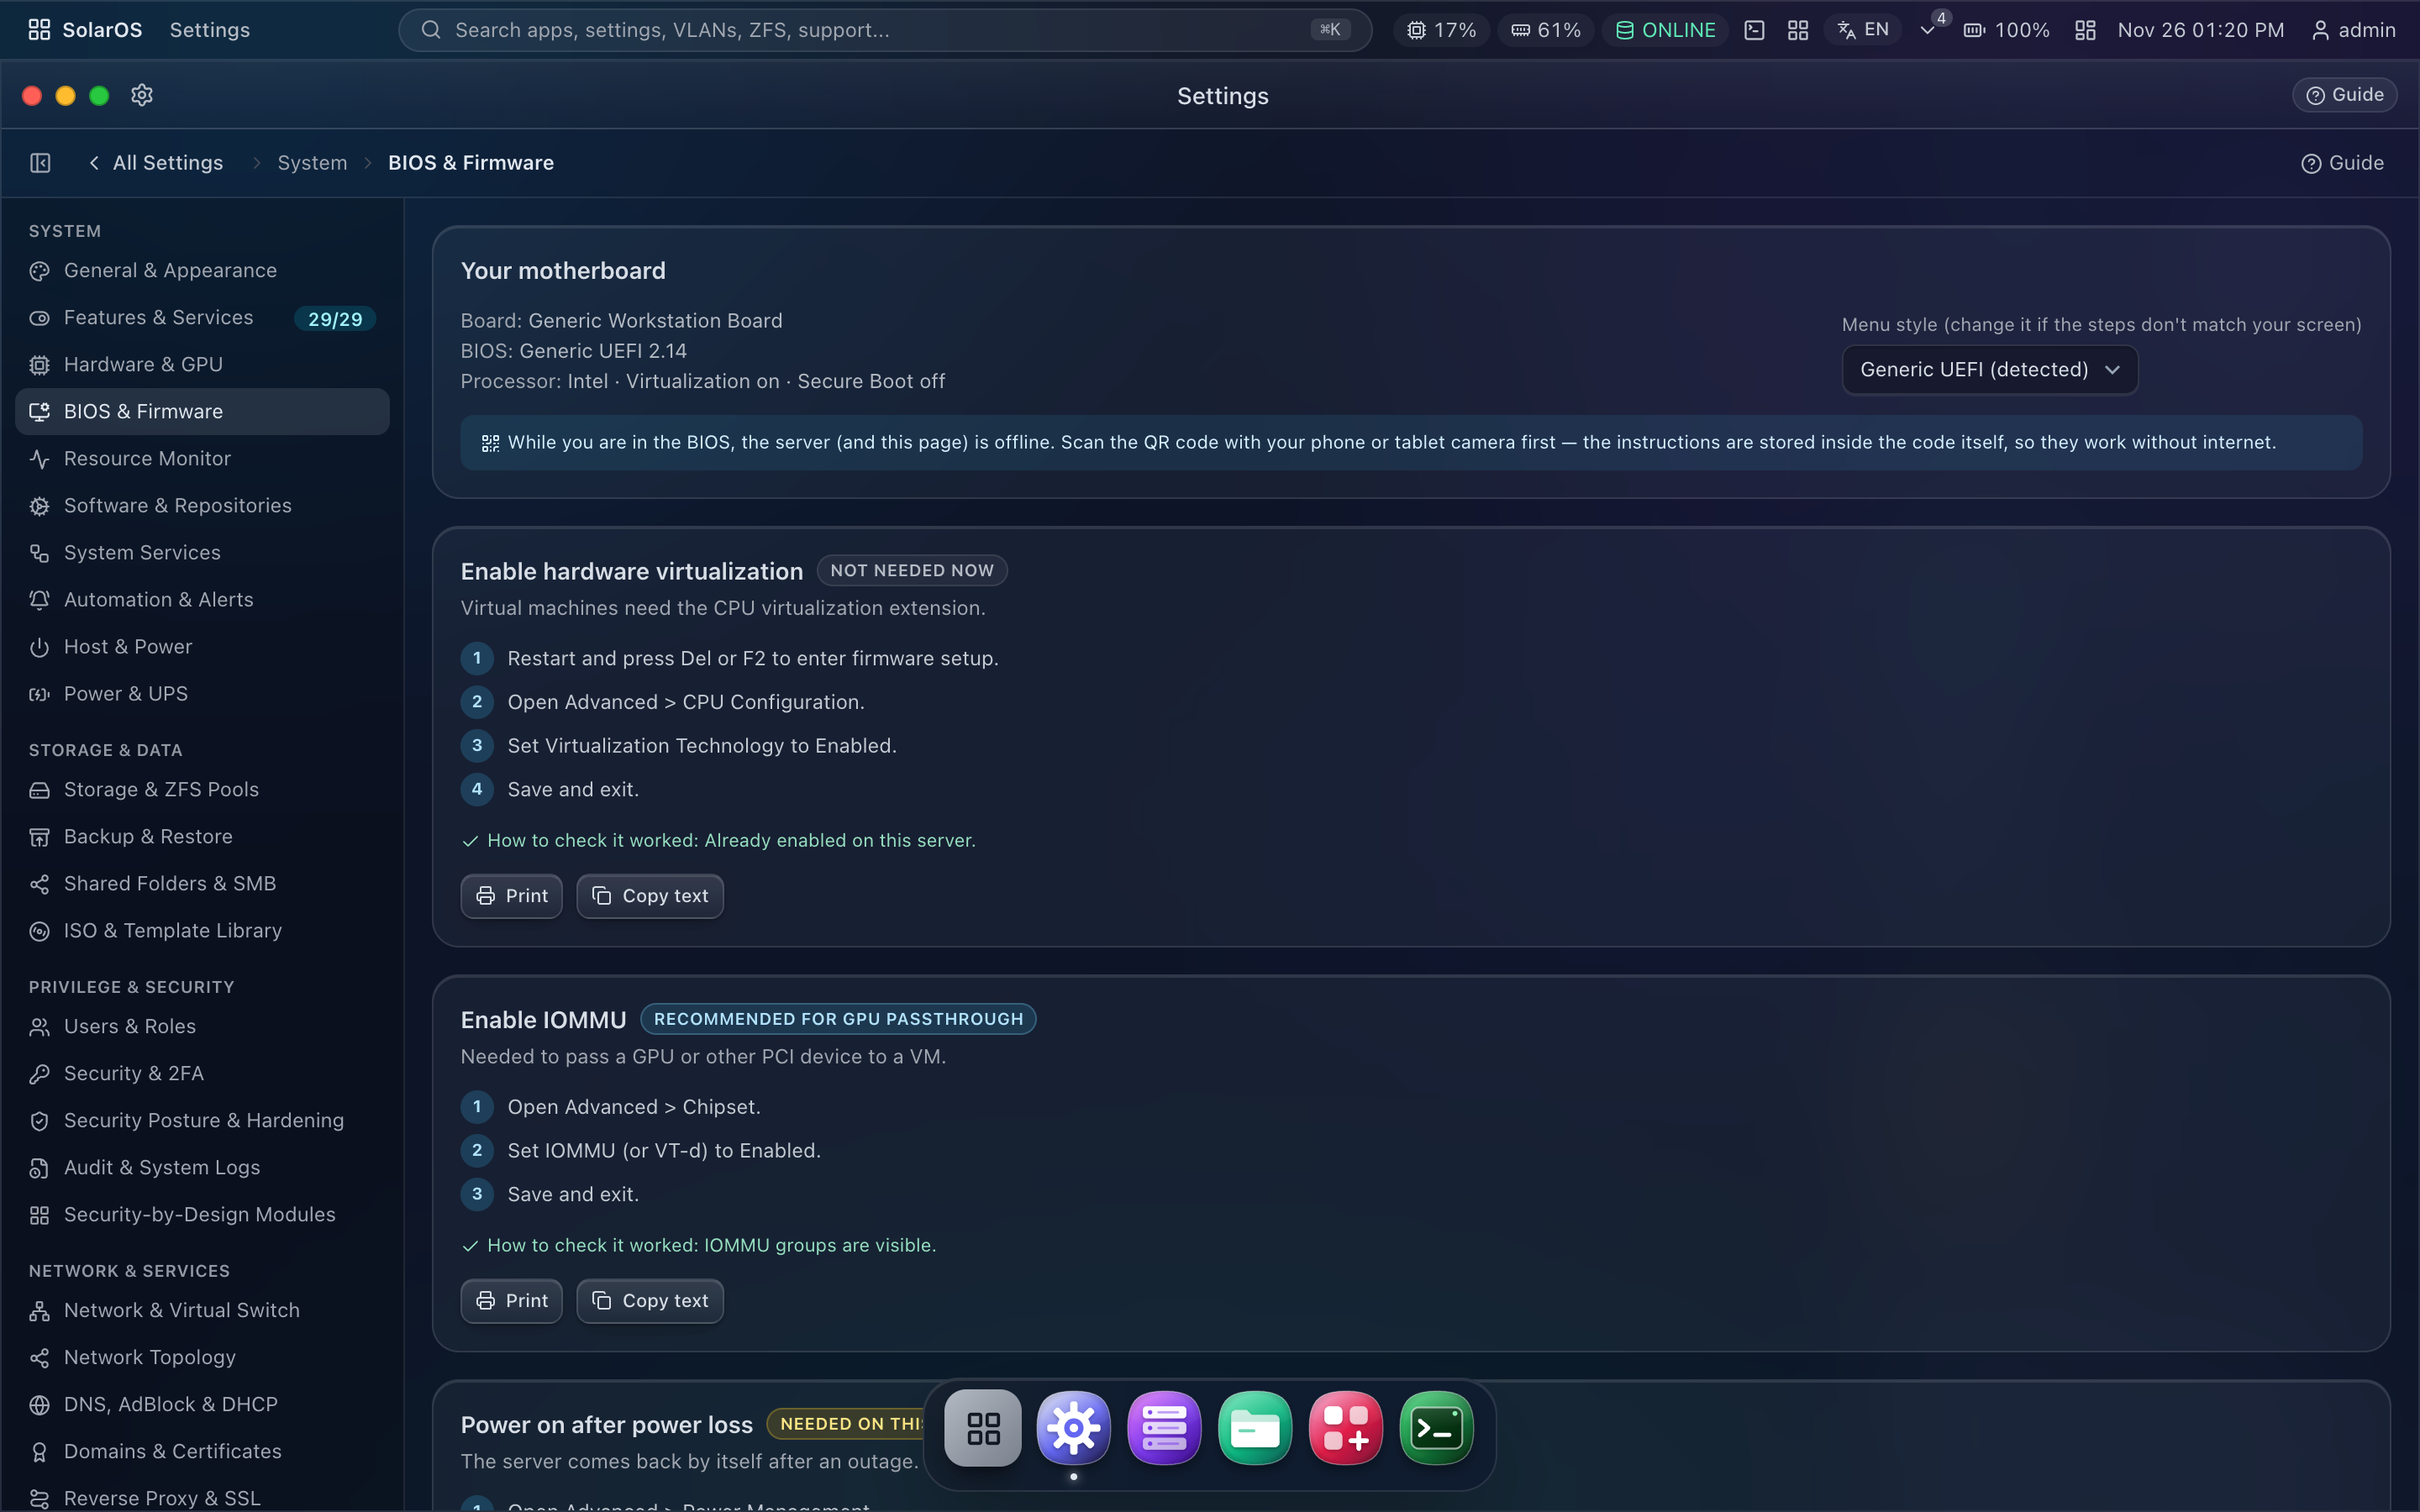 SolarOS Settings Search apps, settings, VLANs, ZFS, support... ⌘K 17% 61% ONLINE EN 4 100% Nov 26 01:20 PM admin
Settings Guide
All Settings System BIOS & Firmware Guide
SYSTEM
General & Appearance
Features & Services 29/29
Hardware & GPU
BIOS & Firmware
Resource Monitor
Software & Repositories
System Services
Automation & Alerts
Host & Power
Power & UPS
STORAGE & DATA
Storage & ZFS Pools
Backup & Restore
Shared Folders & SMB
ISO & Template Library
PRIVILEGE & SECURITY
Users & Roles
Security & 2FA
Security Posture & Hardening
Audit & System Logs
Security-by-Design Modules
NETWORK & SERVICES
Network & Virtual Switch
Network Topology
DNS, AdBlock & DHCP
Domains & Certificates
Reverse Proxy & SSL
Your motherboard
Board: Generic Workstation Board
BIOS: Generic UEFI 2.14
Processor: Intel · Virtualization on · Secure Boot off
Menu style (change it if the steps don't match your screen)
Generic UEFI (detected)
While you are in the BIOS, the server (and this page) is offline. Scan the QR code with your phone or tablet camera first — the instructions are stored inside the code itself, so they work without internet.
Enable hardware virtualization NOT NEEDED NOW
Virtual machines need the CPU virtualization extension.
1 Restart and press Del or F2 to enter firmware setup.
2 Open Advanced > CPU Configuration.
3 Set Virtualization Technology to Enabled.
4 Save and exit.
How to check it worked: Already enabled on this server.
Print Copy text
Enable IOMMU RECOMMENDED FOR GPU PASSTHROUGH
Needed to pass a GPU or other PCI device to a VM.
1 Open Advanced > Chipset.
2 Set IOMMU (or VT-d) to Enabled.
3 Save and exit.
How to check it worked: IOMMU groups are visible.
Print Copy text
Power on after power loss NEEDED ON
The server comes back by itself after an outage.
1 Open Advanced > Power Management.